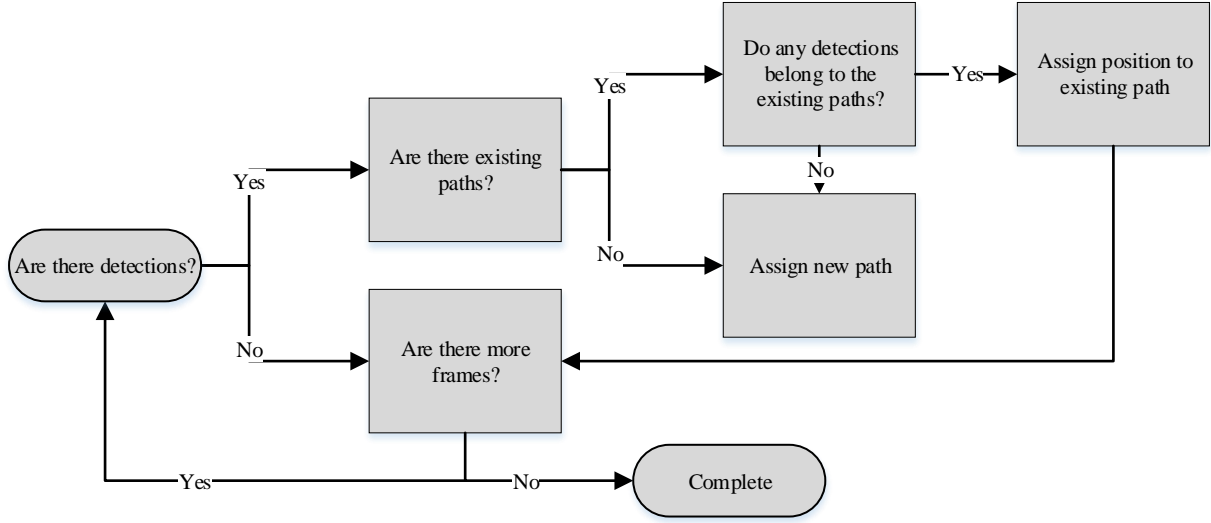 Do any detections
belong to the
existing paths?
Yes
Assign position to
existing path
Yes
Are there existing
paths?
No
Yes
Assign new path
No
Are there detections?
No
Are there more
frames?
Yes
No
Complete